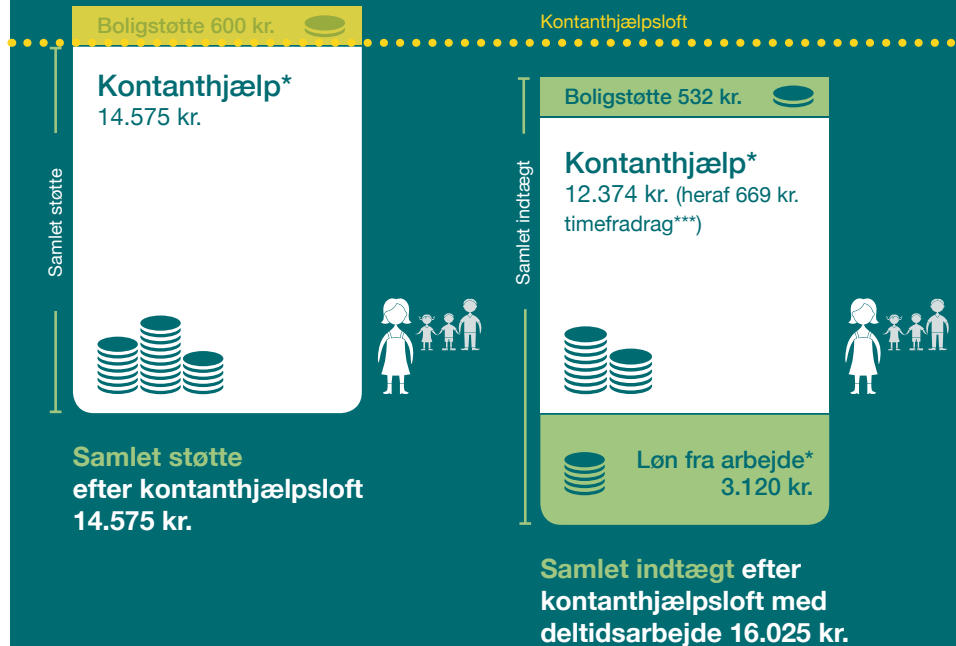 Boligstøtte 600 kr.
Kontanthjælp*
14.575 kr.
Samlet støtte
Samlet støtte
efter kontanthjælpsloft
14.575 kr.
Kontanthjælpsloft
Boligstøtte 532 kr.
Kontanthjælp*
12.374 kr. (heraf 669 kr.
timefradrag***)
Samlet indtægt
Løn fra arbejde*
3.120 kr.
Samlet indtægt efter
kontanthjælpsloft med
deltidsarbejde 16.025 kr.